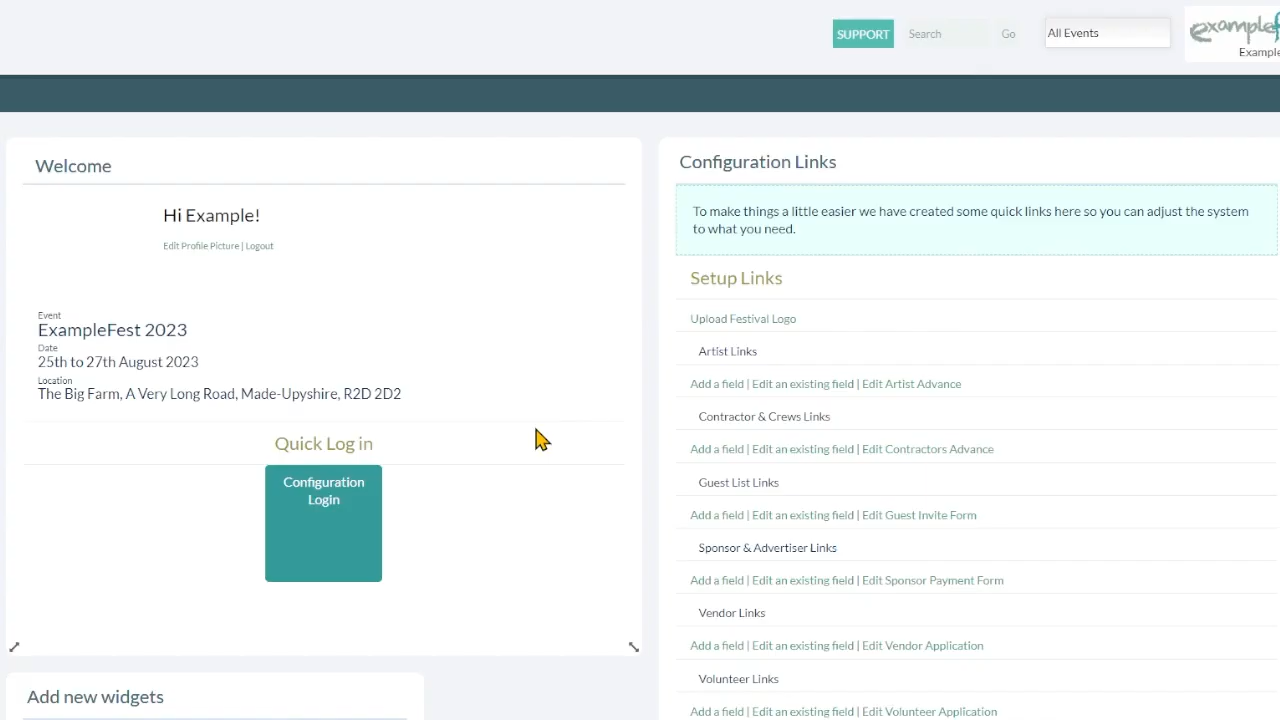 SUPPORT
Search
Go
All Events
example
Example
Welcome
Hi Example!
Edit Profile Picture | Logout
Event
ExampleFest 2023
Date
25th to 27th August 2023
Location
The Big Farm, A Very Long Road, Made-Upyshire, R2D 2D2
Quick Log in
Configuration
Login
Add new widgets
Configuration Links
To make things a little easier we have created some quick links here so you can adjust the system
to what you need.
Setup Links
Upload Festival Logo
Artist Links
Add a field | Edit an existing field | Edit Artist Advance
Contractor & Crews Links
Add a field | Edit an existing field | Edit Contractors Advance
Guest List Links
Add a field | Edit an existing field | Edit Guest Invite Form
Sponsor & Advertiser Links
Add a field | Edit an existing field | Edit Sponsor Payment Form
Vendor Links
Add a field | Edit an existing field | Edit Vendor Application
Volunteer Links
Add a field | Edit an existing field | Edit Volunteer Application